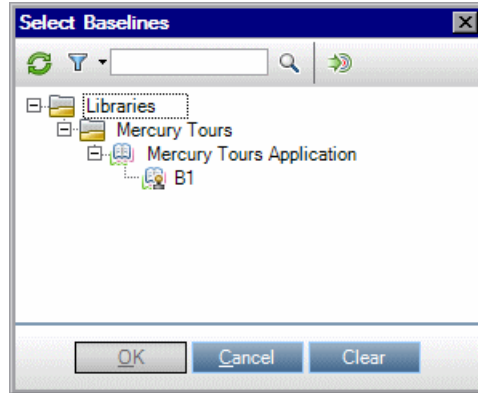 Select Baselines
Libraries
Mercury Tours
Mercury Tours Application
B1
OK Cancel Clear